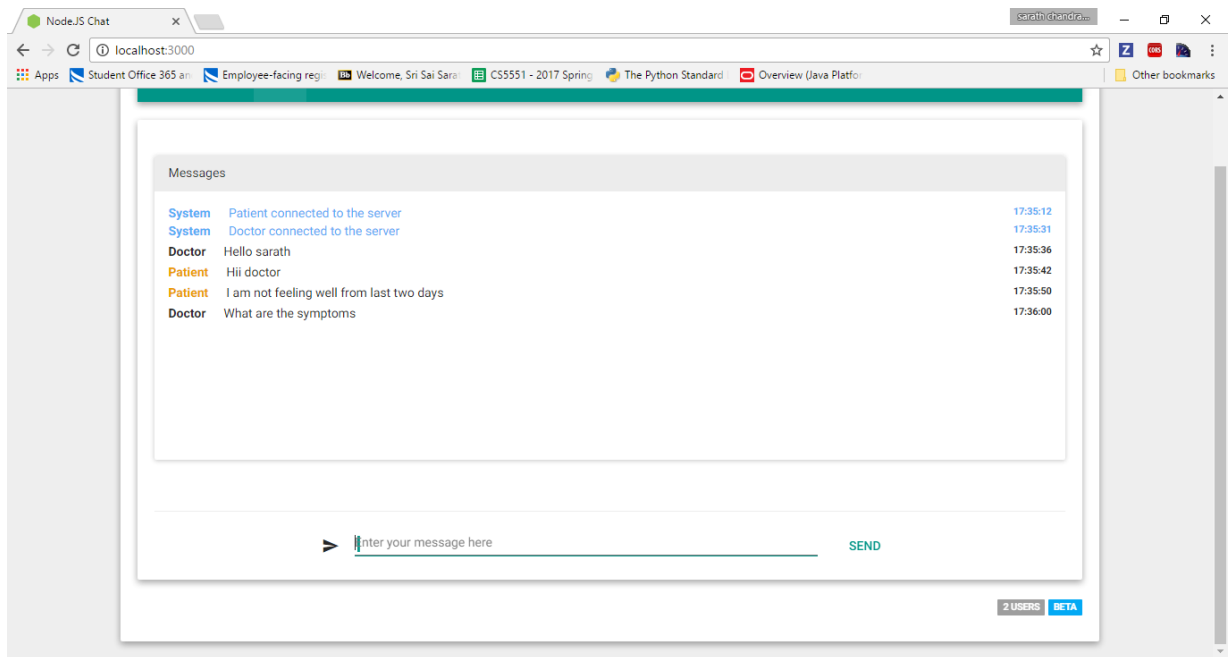 Node.JS Chat
sarath chandra...
localhost:3000
CORS
Apps Student Office 365 an Employee-facing regi Bb Welcome, Sri Sai Sara CS5551 - 2017 Spring The Python Standard Overview (Java Platfo Other bookmarks
Messages
System Patient connected to the server 17:35:12
System Doctor connected to the server 17:35:31
Doctor Hello sarath 17:35:36
Patient Hii doctor 17:35:42
Patient I am not feeling well from last two days 17:35:50
Doctor What are the symptoms 17:36:00
Enter your message here SEND
2 USERS BETA